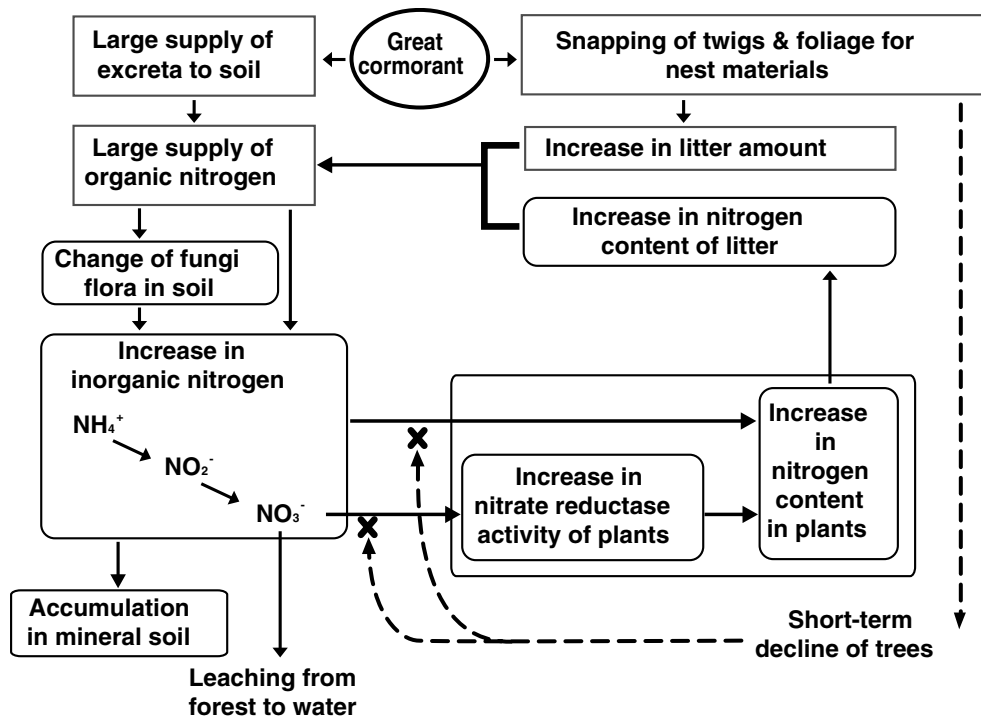 Large supply of
excreta to soil
Great
cormorant
Snapping of twigs & foliage for
nest materials
Large supply of
organic nitrogen
Increase in litter amount
Increase in nitrogen
content of litter
Change of fungi
flora in soil
Increase in
inorganic nitrogen
NH₄⁺
NO₂⁻
NO₃⁻
Increase in
nitrate reductase
activity of plants
Increase
in
nitrogen
content
in plants
Accumulation
in mineral soil
Leaching from
forest to water
Short-term
decline of trees